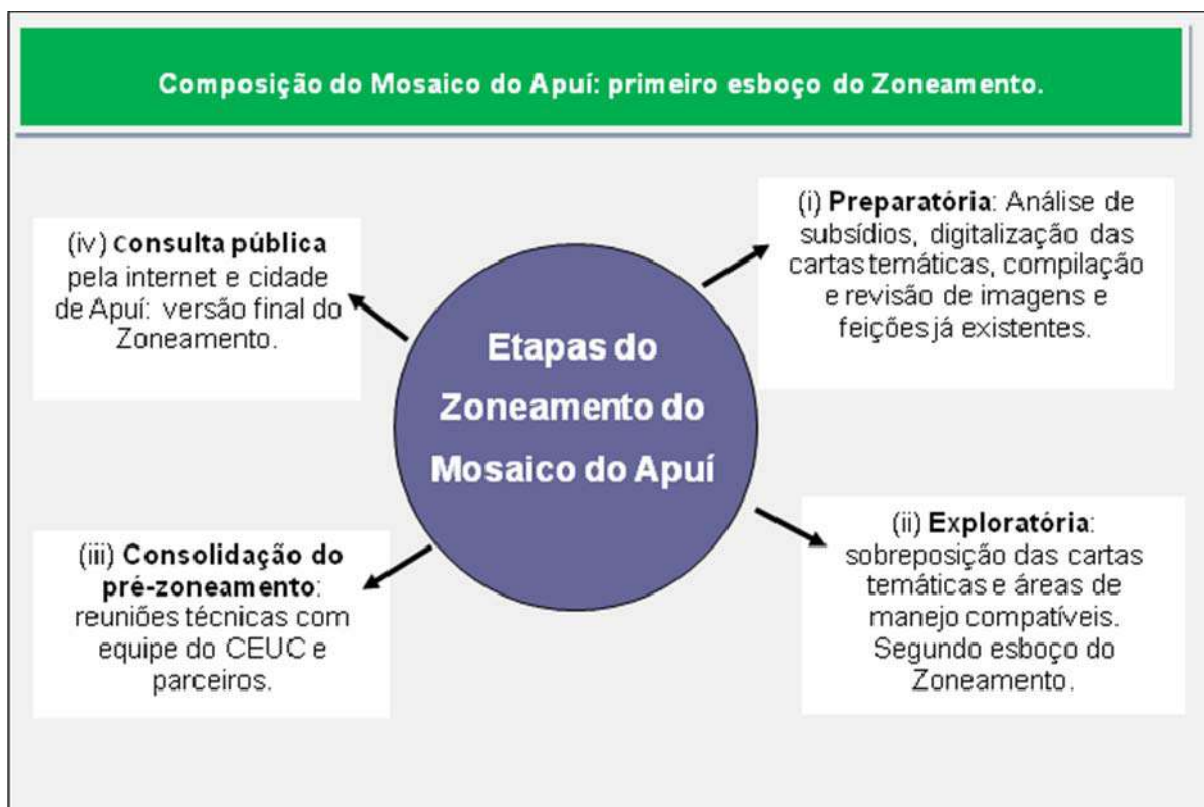 Composição do Mosaico do Apuí: primeiro esboço do Zoneamento.
Etapas do
Zoneamento do
Mosaico do Apuí
(i) Preparatória: Análise de
subsídios, digitalização das
cartas temáticas, compilação
e revisão de imagens e
feições já existentes.
(ii) Exploratória:
sobreposição das cartas
temáticas e áreas de
manejo compatíveis.
Segundo esboço do
Zoneamento.
(iii) Consolidação do
pré-zoneamento:
reuniões técnicas com
equipe do CEUC e
parceiros.
(iv) Consulta pública
pela internet e cidade
de Apuí: versão final do
Zoneamento.